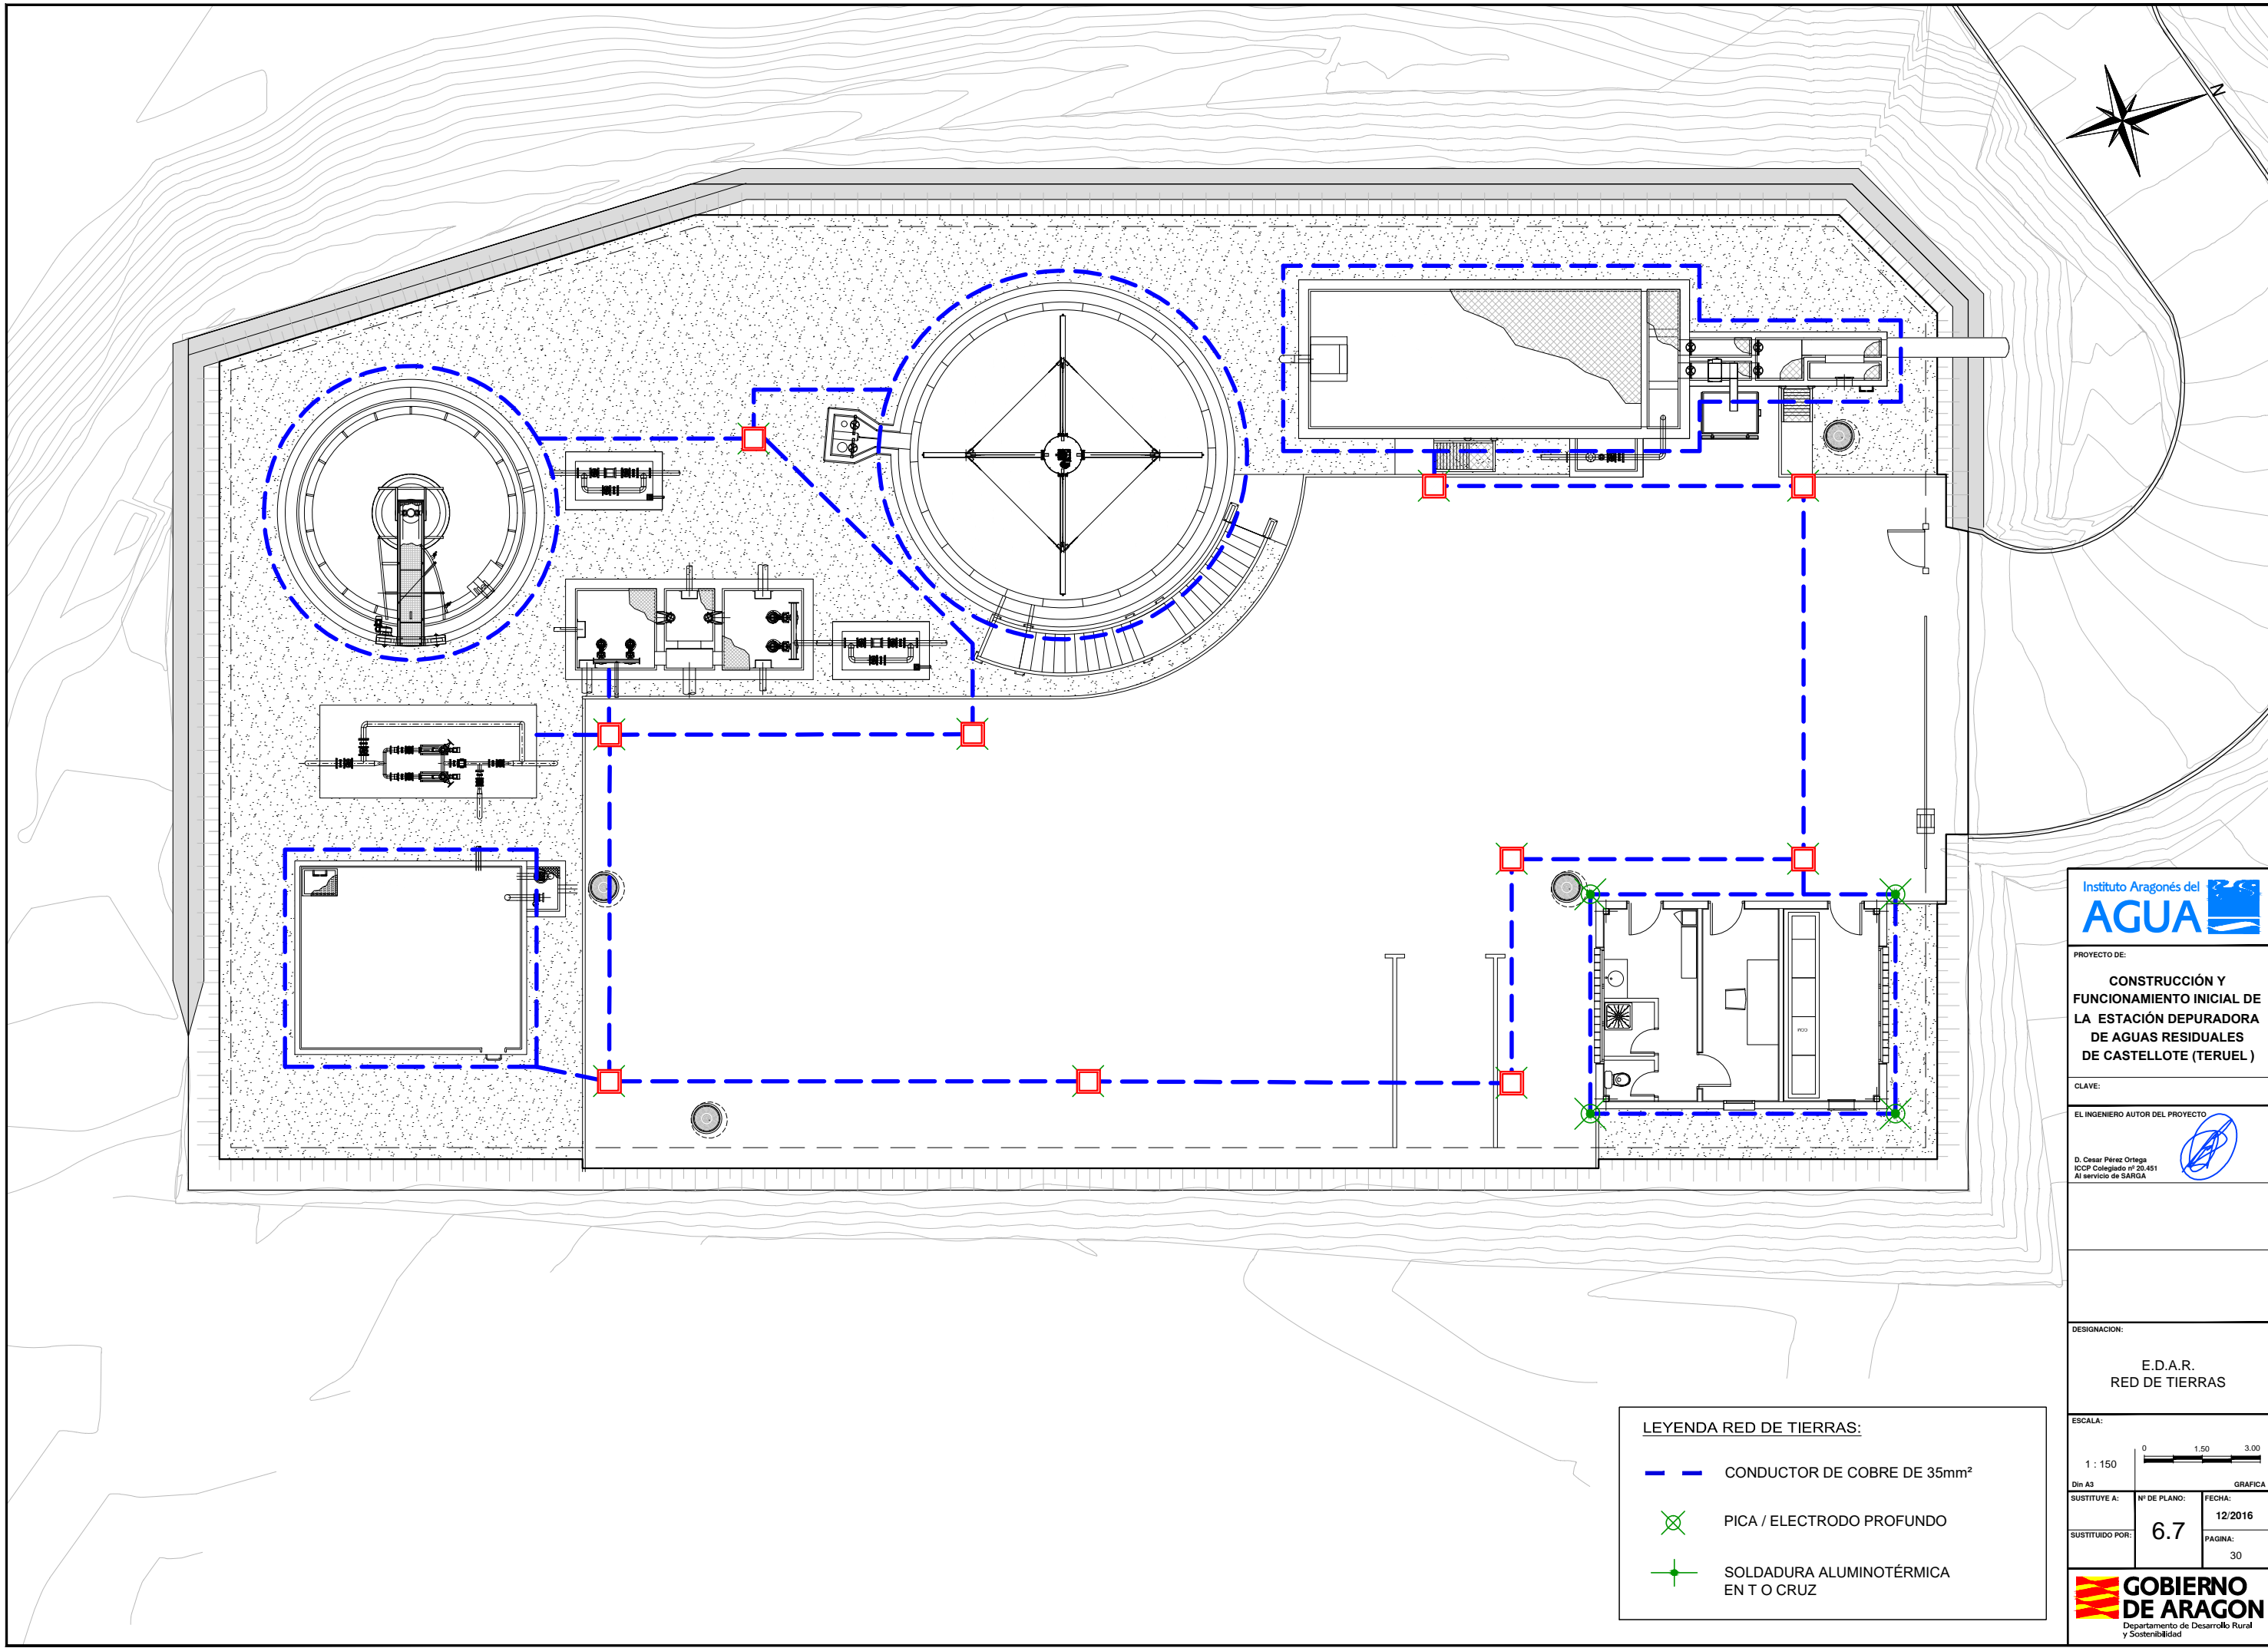 N
Instituto Aragonés del
AGUA
PROYECTO DE:
CONSTRUCCIÓN Y
FUNCIONAMIENTO INICIAL DE
LA ESTACIÓN DEPURADORA
DE AGUAS RESIDUALES
DE CASTELLOTE (TERUEL )
CLAVE:
EL INGENIERO AUTOR DEL PROYECTO
D. Cesar Pérez Ortega
ICCP Colegiado nº 20.451
Al servicio de SARGA
DESIGNACION:
E.D.A.R.
RED DE TIERRAS
ESCALA:
1 : 150
0 1.50 3.00
Din A3
GRAFICA
SUSTITUYE A:
SUSTITUIDO POR:
Nº DE PLANO:
6.7
FECHA:
12/2016
PAGINA:
30
GOBIERNO
DE ARAGON
Departamento de Desarrollo Rural
y Sostenibilidad
LEYENDA RED DE TIERRAS:
CONDUCTOR DE COBRE DE 35mm²
PICA / ELECTRODO PROFUNDO
SOLDADURA ALUMINOTÉRMICA
EN T O CRUZ